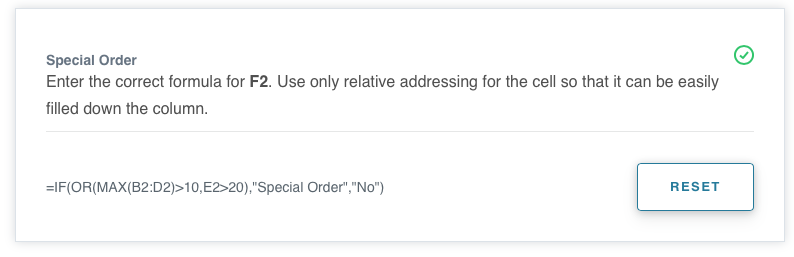 Special Order
Enter the correct formula for F2. Use only relative addressing for the cell so that it can be easily
filled down the column.
=IF(OR(MAX(B2:D2)>10,E2>20),"Special Order","No")
RESET